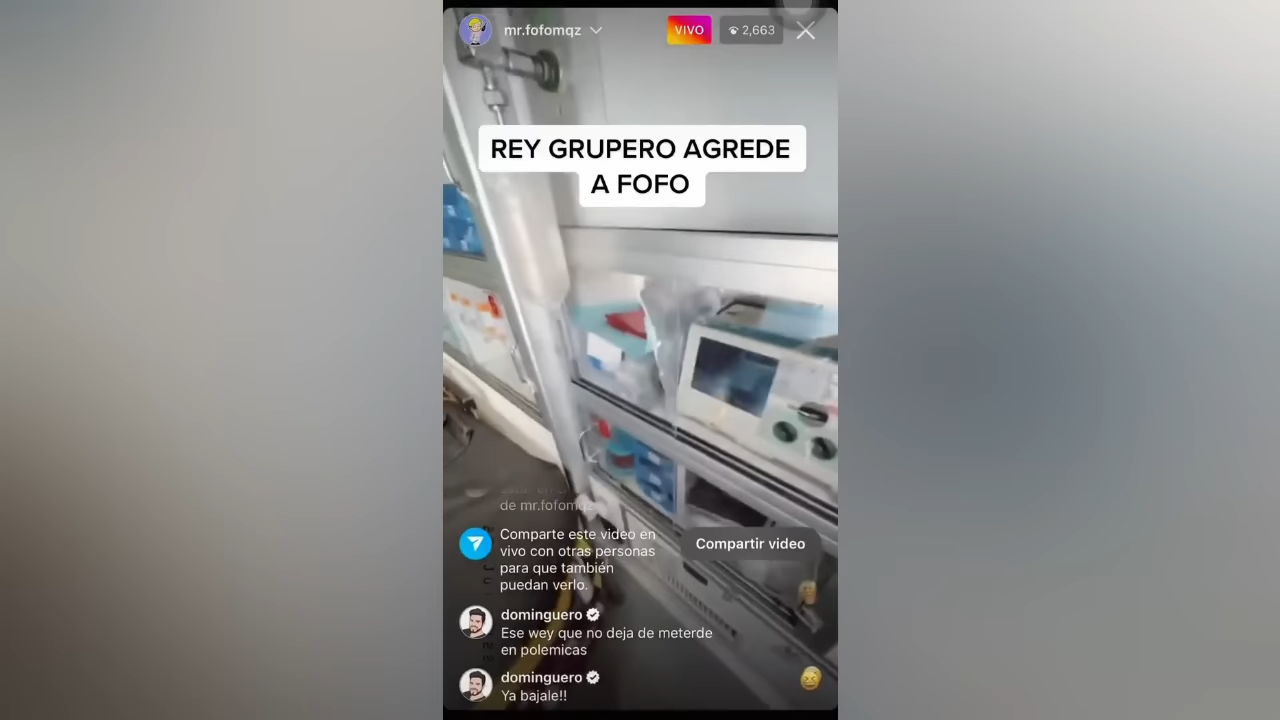 mr.fofomqz
VIVO
2,663
REY GRUPERO AGREDE
A FOFO
de mr.fofomqz
Comparte este video en
vivo con otras personas
para que también
puedan verlo.
Compartir video
dominguero
Ese wey que no deja de meterde
en polemicas
dominguero
Ya bajale!!